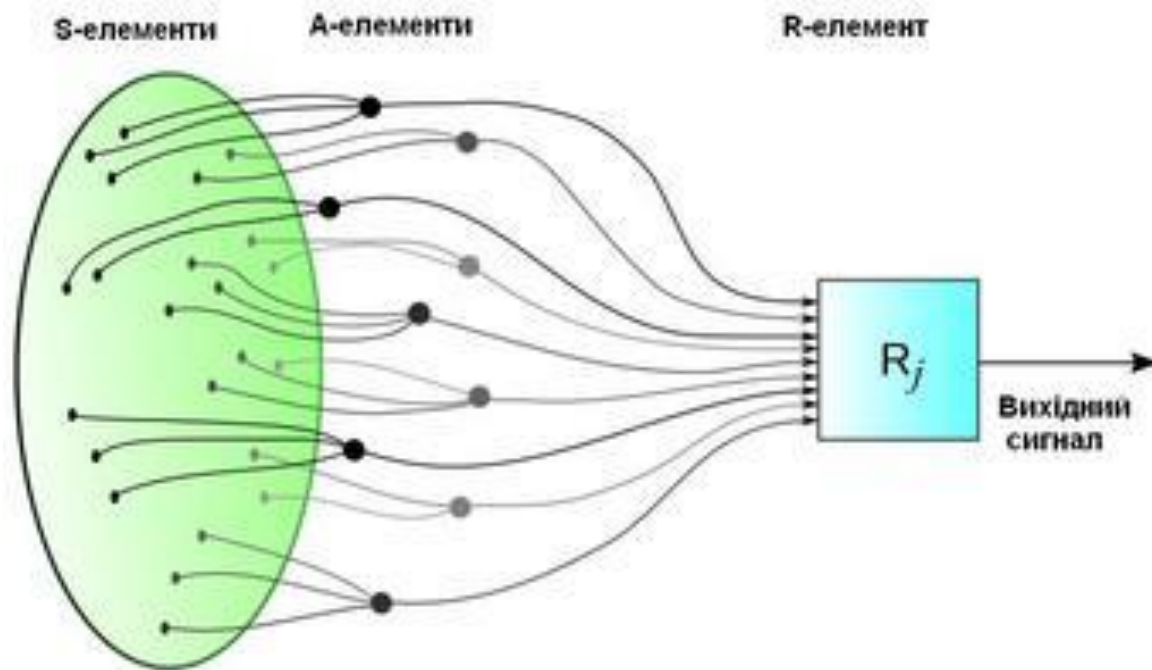 S-елементи
А-елементи
R-елемент
Rj
Вихідний
сигнал